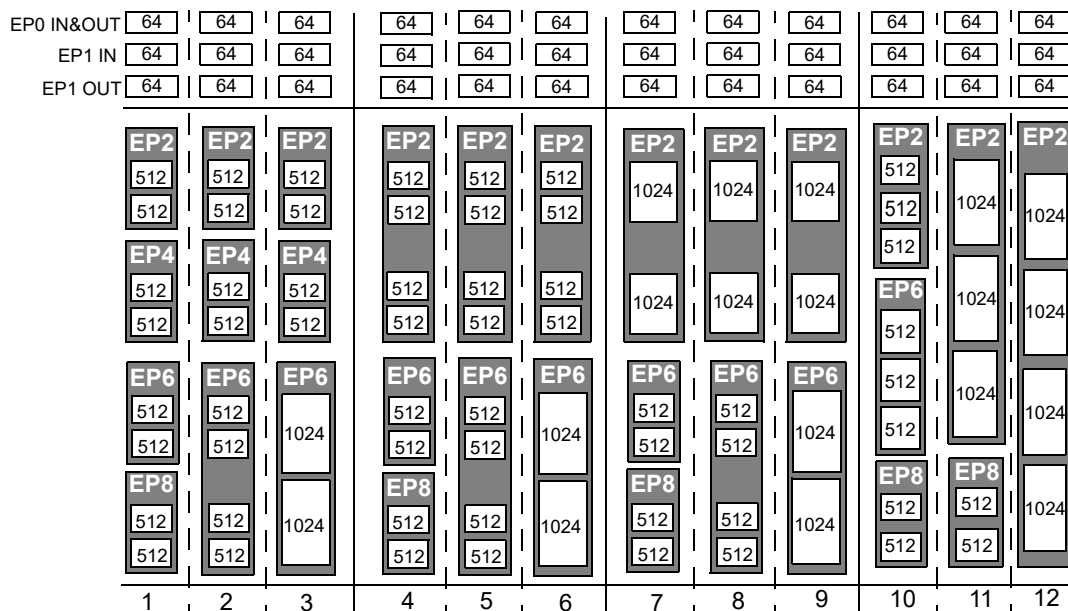 EP0 IN&OUT 64 64 64 64 64 64 64 64 64 64 64 64
EP1 IN 64 64 64 64 64 64 64 64 64 64 64 64
EP1 OUT 64 64 64 64 64 64 64 64 64 64 64 64
EP2 EP2 EP2 EP2 EP2 EP2 EP2 EP2 EP2 EP2 EP2 EP2
512 512 512 512 512 512 1024 1024 1024 512 1024 1024
512 512 512 512 512 512 512
512
EP4 EP4 EP4
512 512 512 512 512 512 1024 1024 1024 EP6 1024 1024
512 512 512 512 512 512 512
EP6 EP6 EP6 EP6 EP6 EP6 EP6 EP6 EP6 512 1024
512 512 512 512 512 512 1024
1024 1024 1024 512
512 512 512 512 512 512
EP8 EP8 EP8 EP8 EP8
512 512 1024 512 512 1024 512 512 1024 512 512 1024
512 512 512 512 512 512 512 512
1 2 3 4 5 6 7 8 9 10 11 12